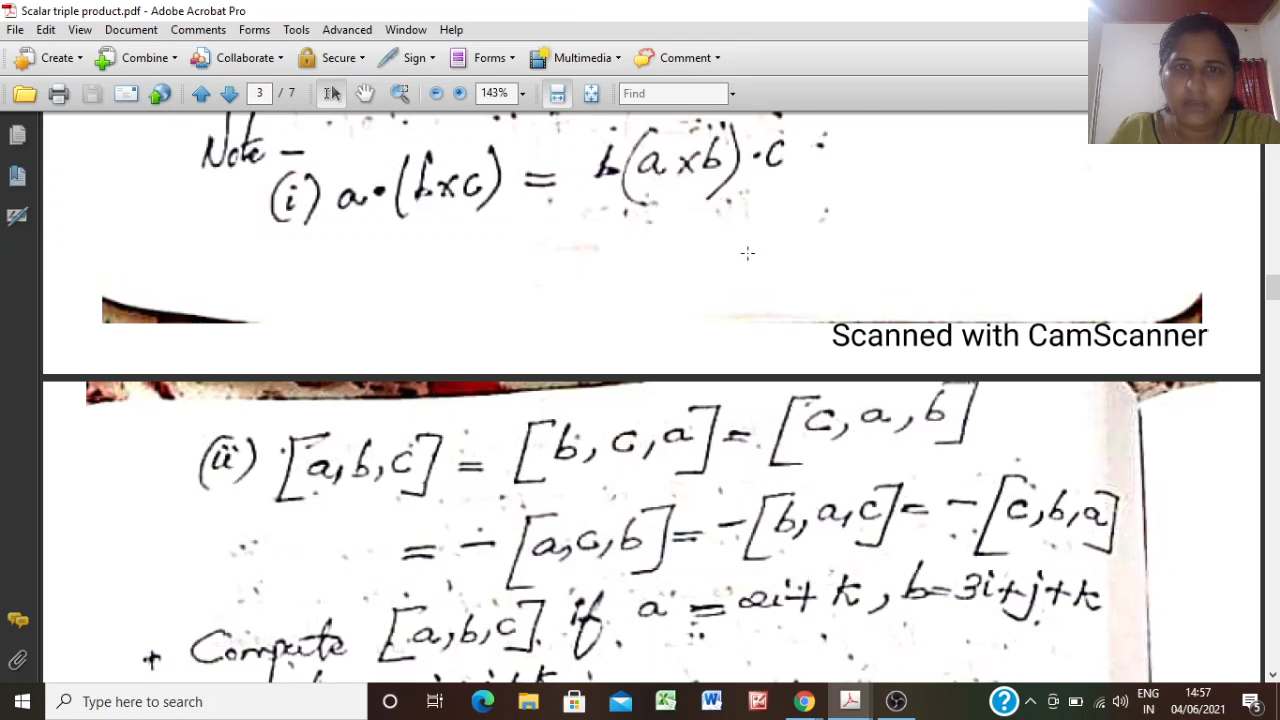 Scalar triple product.pdf - Adobe Acrobat Pro
File Edit View Document Comments Forms Tools Advanced Window Help
Create Combine Collaborate Secure Sign Forms Multimedia Comment
3 / 7 143% Find
Note -
(i) a·(b×c) = (a×b)·c
Scanned with CamScanner
(ii) [a, b, c] = [b, c, a] = [c, a, b]
= -[a, c, b] = -[b, a, c] = -[c, b, a]
+ Compute [a, b, c] if a = 2i+k, b=3i+j+k
Type here to search
ENG 14:57
IN 04/06/2021
5